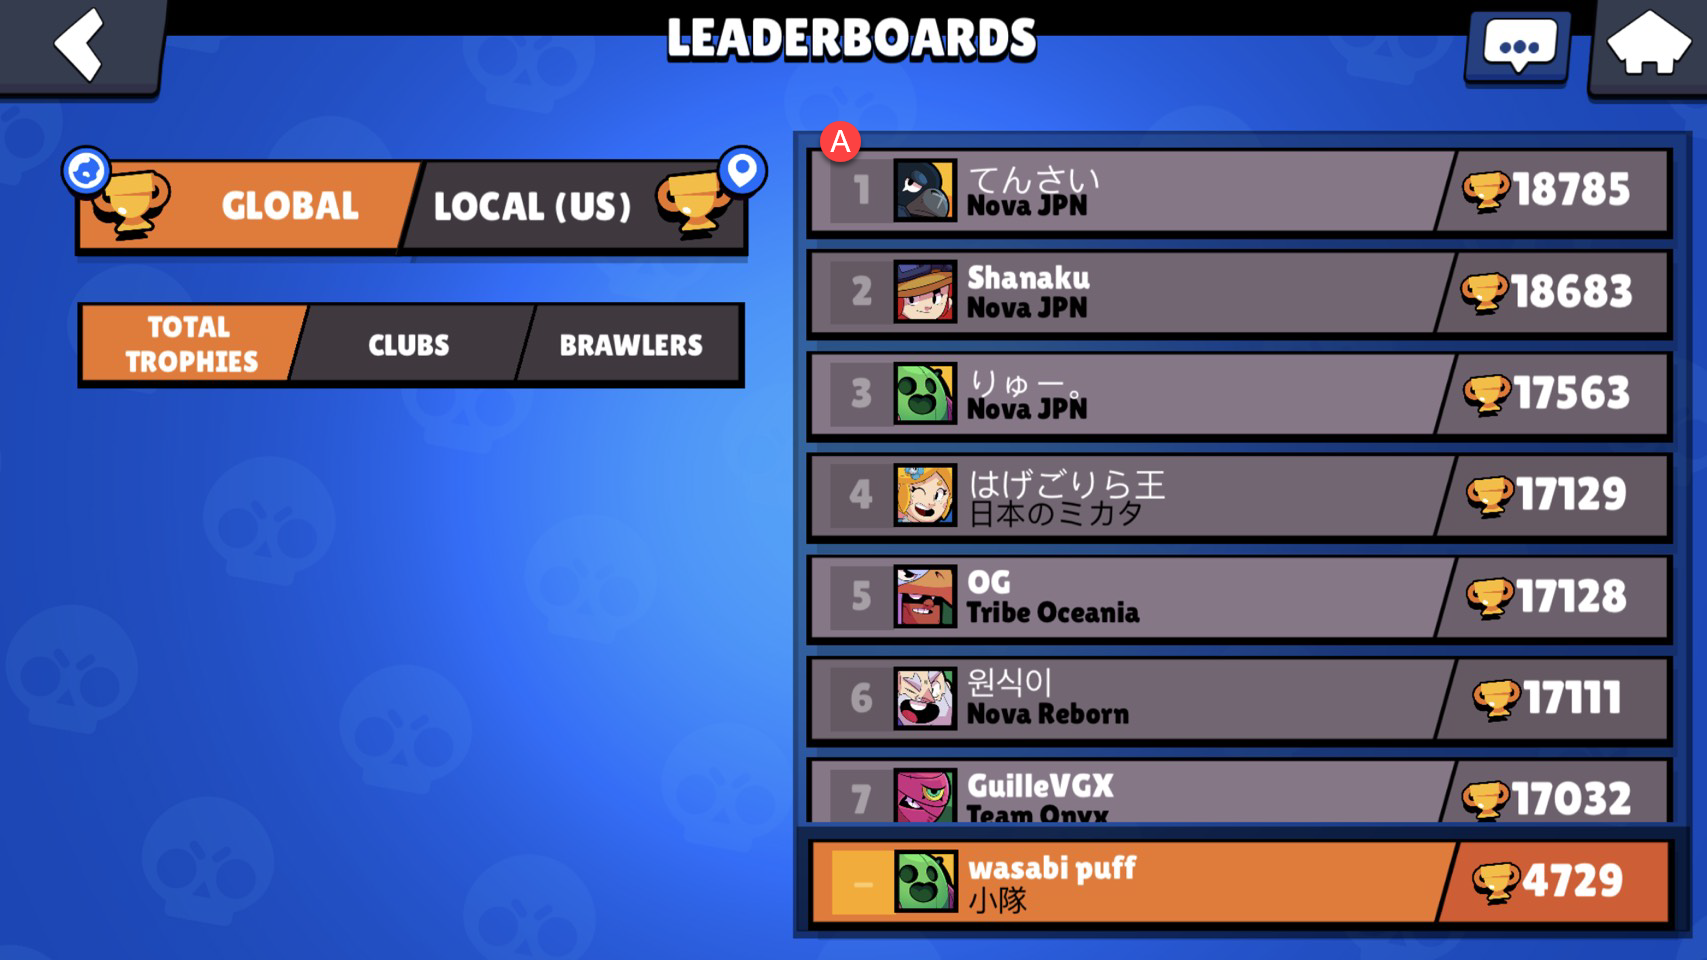 LEADERBOARDS
GLOBAL
LOCAL (US)
TOTAL
TROPHIES
CLUBS
BRAWLERS
A
1
てんさい
Nova JPN
18785
2
Shanaku
Nova JPN
18683
3
りゅー。
Nova JPN
17563
4
はげごりら王
日本のミカタ
17129
5
OG
Tribe Oceania
17128
6
원식이
Nova Reborn
17111
7
GuilleVGX
Team Onyx
17032
–
wasabi puff
小隊
4729